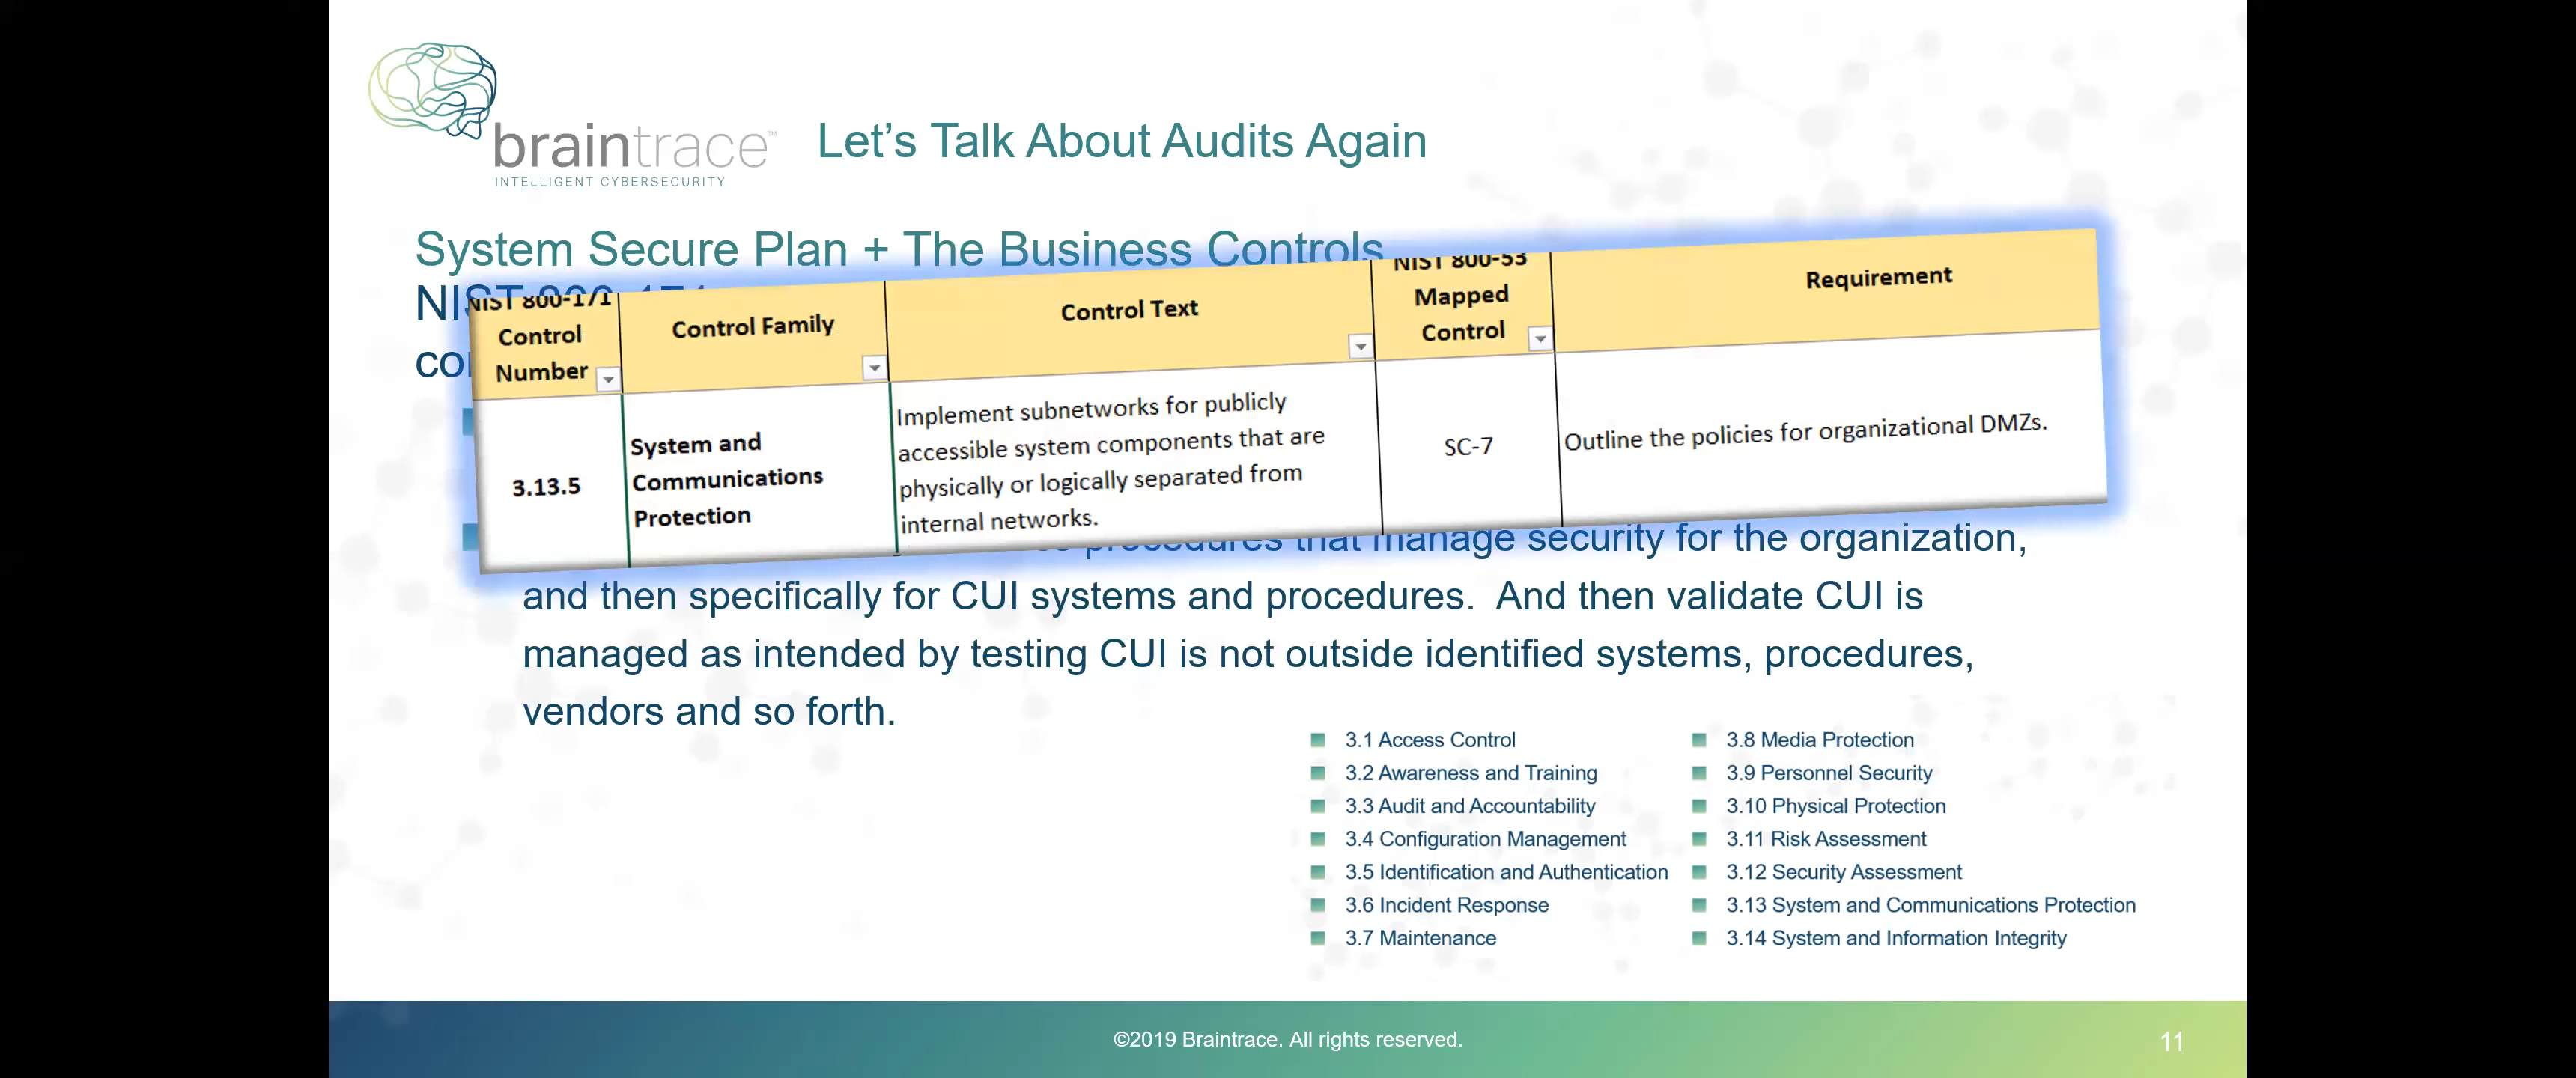 braintrace™
INTELLIGENT CYBERSECURITY
Let's Talk About Audits Again
System Secure Plan + The Business Controls
NIST 800-171
Control
Number
Control Family
Control Text
NIST 800-53
Mapped
Control
Requirement
3.13.5
System and
Communications
Protection
Implement subnetworks for publicly
accessible system components that are
physically or logically separated from
internal networks.
SC-7
Outline the policies for organizational DMZs.
procedures that manage security for the organization,
and then specifically for CUI systems and procedures. And then validate CUI is
managed as intended by testing CUI is not outside identified systems, procedures,
vendors and so forth.
3.1 Access Control
3.2 Awareness and Training
3.3 Audit and Accountability
3.4 Configuration Management
3.5 Identification and Authentication
3.6 Incident Response
3.7 Maintenance
3.8 Media Protection
3.9 Personnel Security
3.10 Physical Protection
3.11 Risk Assessment
3.12 Security Assessment
3.13 System and Communications Protection
3.14 System and Information Integrity
©2019 Braintrace. All rights reserved.
11